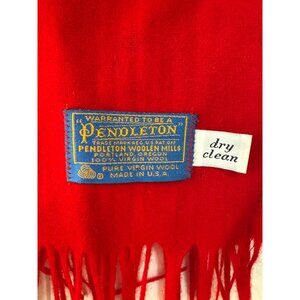 WARRANTED TO BE A
"PENDLETON"
TRADE MARK REG. U.S. PAT. OFF.
PENDLETON WOOLEN MILLS
PORTLAND, OREGON
100% VIRGIN WOOL
PURE VIRGIN WOOL
MADE IN U.S.A.
dry
clean